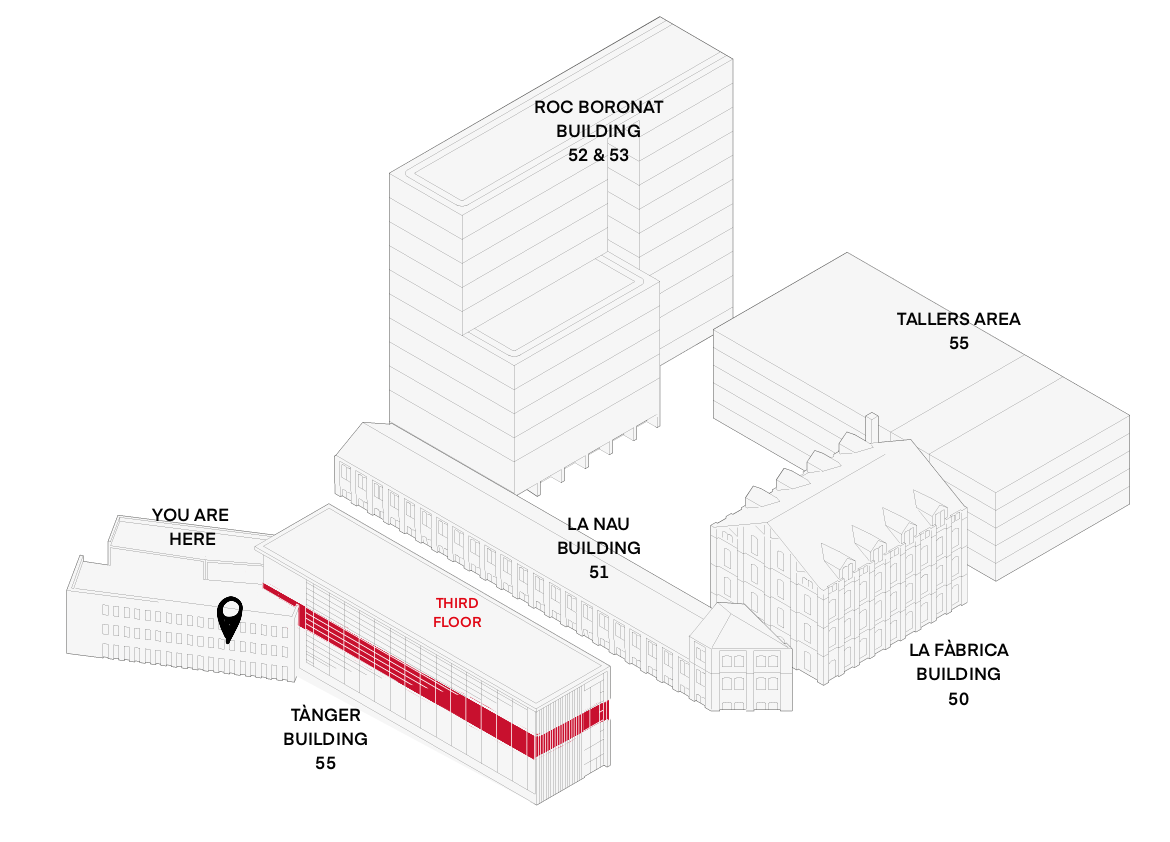 ROC BORONAT
BUILDING
52 & 53
TALLERS AREA
55
YOU ARE
HERE
LA NAU
BUILDING
51
THIRD
FLOOR
LA FÀBRICA
BUILDING
50
TÀNGER
BUILDING
55